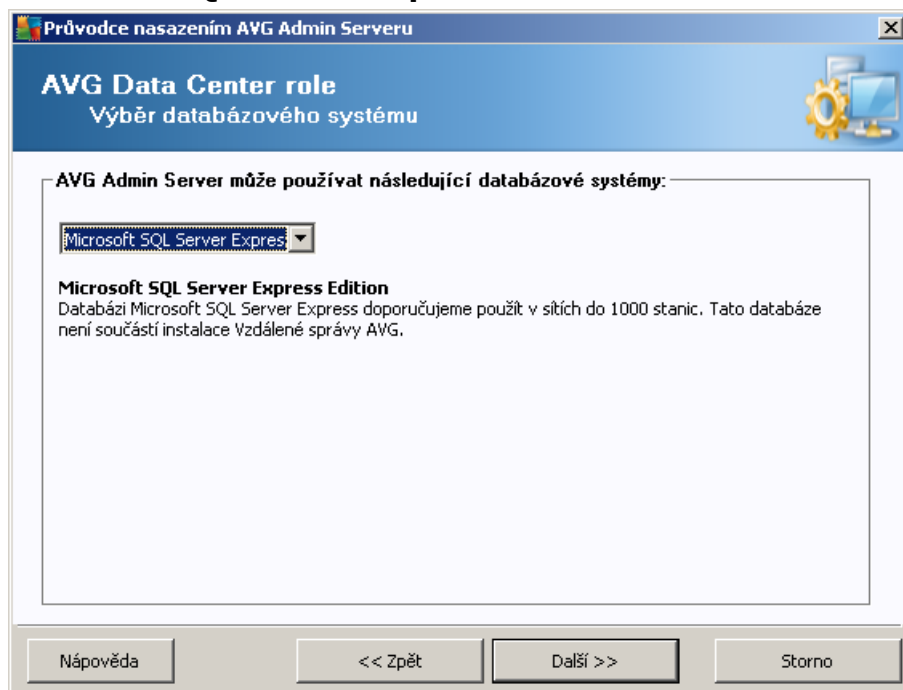 Průvodce nasazením AVG Admin Serveru
AVG Data Center role
Výběr databázového systému
AVG Admin Server může používat následující databázové systémy:
Microsoft SQL Server Expres
Microsoft SQL Server Express Edition
Databázi Microsoft SQL Server Express doporučujeme použít v sítích do 1000 stanic. Tato databáze
není součástí instalace Vzdálené správy AVG.
Nápověda
<< Zpět
Další >>
Storno